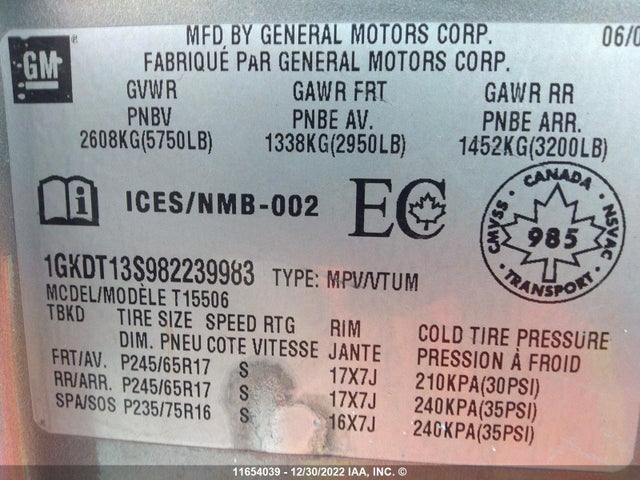 GM
MFD BY GENERAL MOTORS CORP. 06/0
FABRIQUÉ PAR GENERAL MOTORS CORP.
GVWR GAWR FRT GAWR RR
PNBV PNBE AV. PNBE ARR.
2608KG(5750LB) 1338KG(2950LB) 1452KG(3200LB)
ICES/NMB-002 EC
CANADA CMVSS 985 NSVAC TRANSPORT
1GKDT13S982239983 TYPE: MPV/VTUM
MODEL/MODÈLE T15506
TBKD TIRE SIZE SPEED RTG RIM COLD TIRE PRESSURE
DIM. PNEU COTE VITESSE JANTE PRESSION À FROID
FRT/AV. P245/65R17 S 17X7J 210KPA(30PSI)
RR/ARR. P245/65R17 S 17X7J 240KPA(35PSI)
SPA/SOS P235/75R16 S 16X7J 240KPA(35PSI)
11654039 - 12/30/2022 IAA, INC. ©